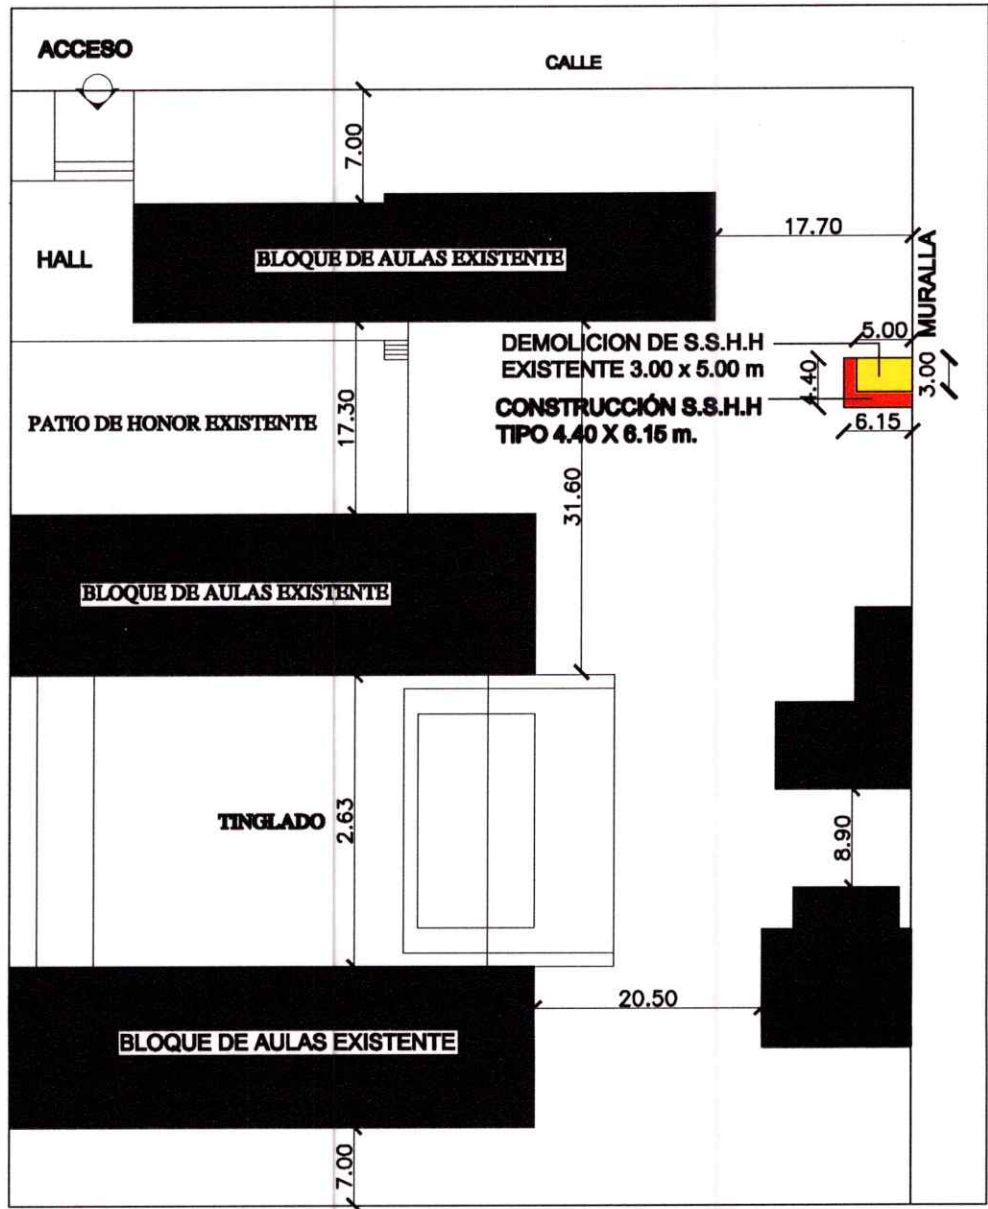 ACCESO
CALLE
7.00
17.70
HALL
BLOQUE DE AULAS EXISTENTE
MURALLA
5.00
DEMOLICION DE S.S.H.H
EXISTENTE 3.00 x 5.00 m
4.40
3.00
CONSTRUCCIÓN S.S.H.H
TIPO 4.40 X 6.15 m.
6.15
PATIO DE HONOR EXISTENTE
17.30
31.60
BLOQUE DE AULAS EXISTENTE
TINGLADO
2.63
8.90
20.50
BLOQUE DE AULAS EXISTENTE
7.00